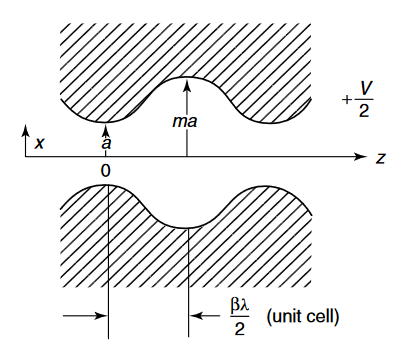 +V/2
x
ma
a
z
0
βλ/2 (unit cell)